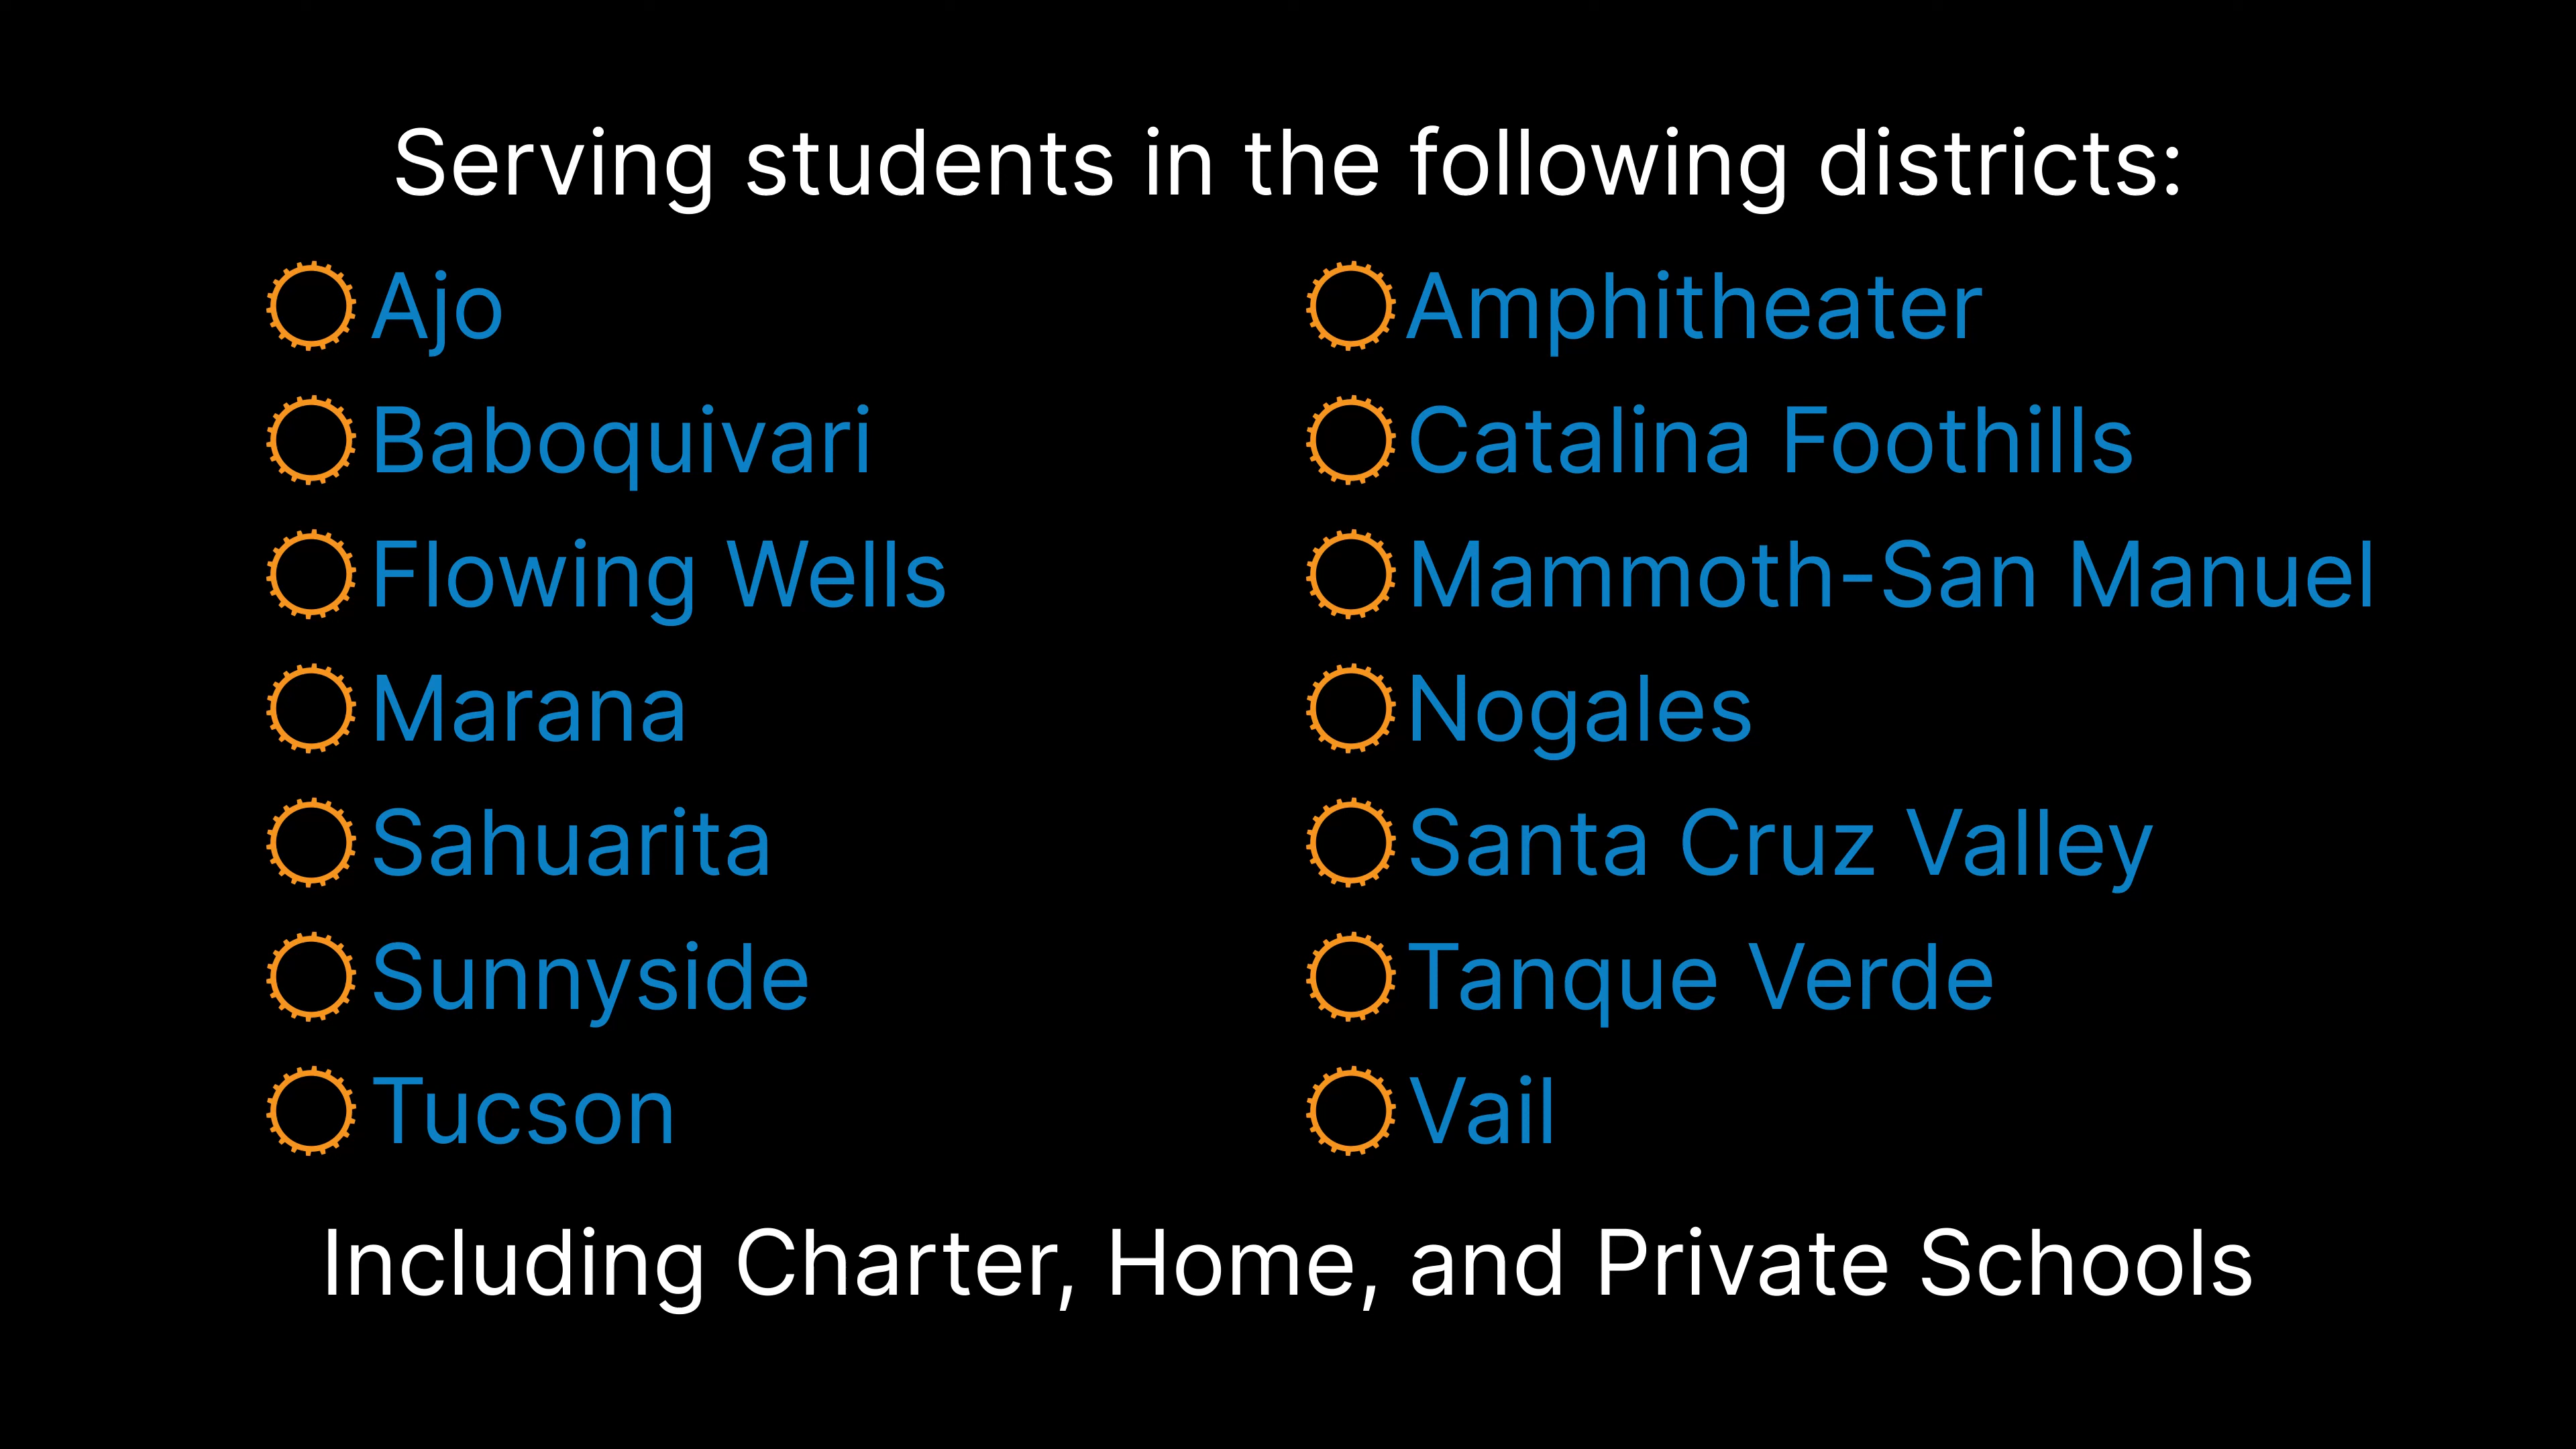 Serving students in the following districts:
Ajo
Baboquivari
Flowing Wells
Marana
Sahuarita
Sunnyside
Tucson
Amphitheater
Catalina Foothills
Mammoth-San Manuel
Nogales
Santa Cruz Valley
Tanque Verde
Vail
Including Charter, Home, and Private Schools